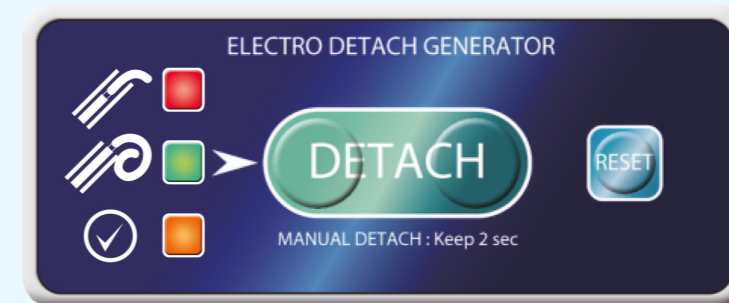 ELECTRO DETACH GENERATOR
DETACH
RESET
MANUAL DETACH : Keep 2 sec